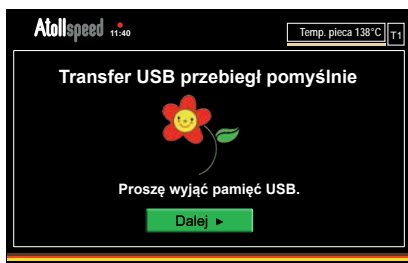 Atollspeed 11:40
Temp. pieca 138°C T1
Transfer USB przebiegł pomyślnie
Proszę wyjąć pamięć USB.
Dalej ►